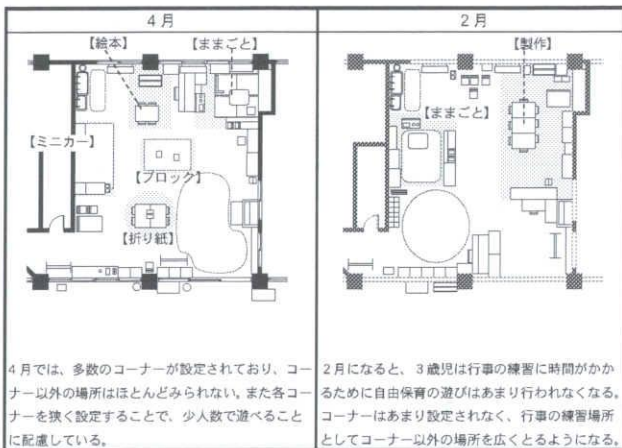 4月
【絵本】
【ままごと】
【ミニカー】
【ブロック】
【折り紙】
4月では、多数のコーナーが設定されており、コー
ナー以外の場所はほとんどみられない。また各コー
ナーを狭く設定することで、少人数で遊べること
に配慮している。
2月
【製作】
【ままごと】
2月になると、3歳児は行事の練習に時間がかか
るために自由保育の遊びはあまり行われなくなる。
コーナーはあまり設定されなく、行事の練習場所
としてコーナー以外の場所を広くとるようになる。